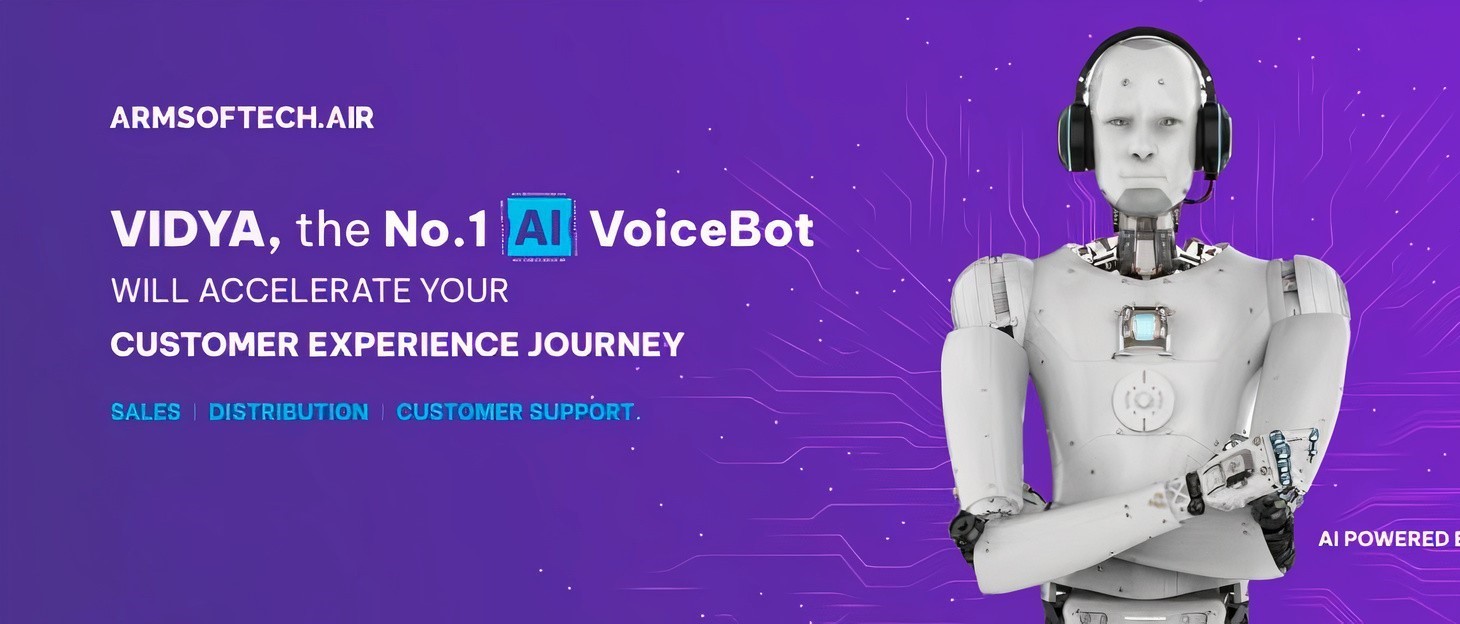 ARMSOFTECH.AIR
VIDYA, the No.1 AI VoiceBot
WILL ACCELERATE YOUR
CUSTOMER EXPERIENCE JOURNEY
SALES | DISTRIBUTION | CUSTOMER SUPPORT.
AI POWERED